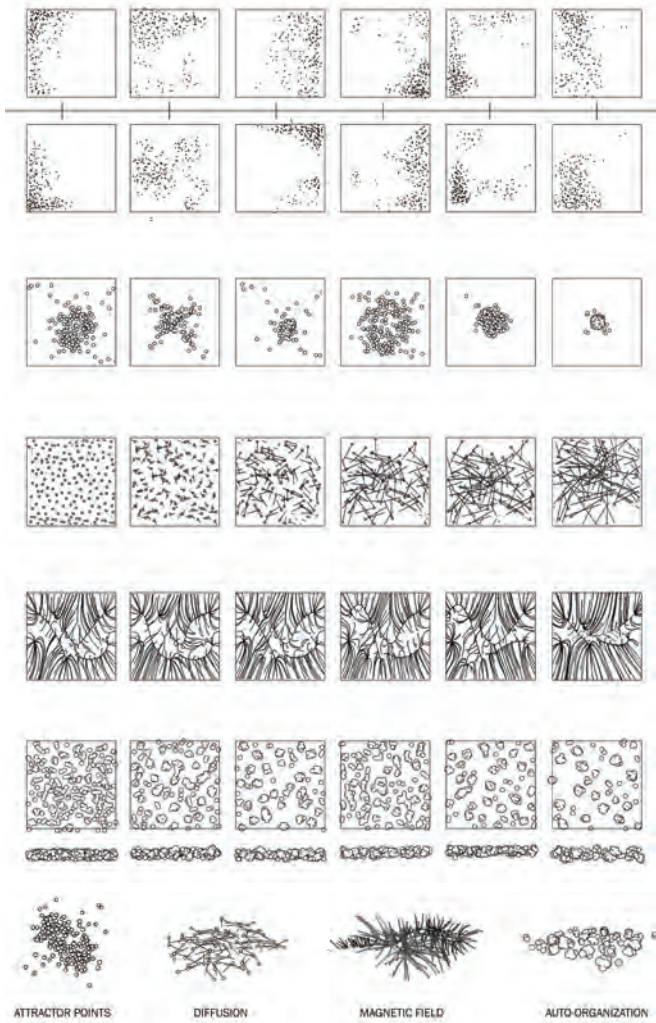 ATTRACTOR POINTS
DIFFUSION
MAGNETIC FIELD
AUTO-ORGANIZATION